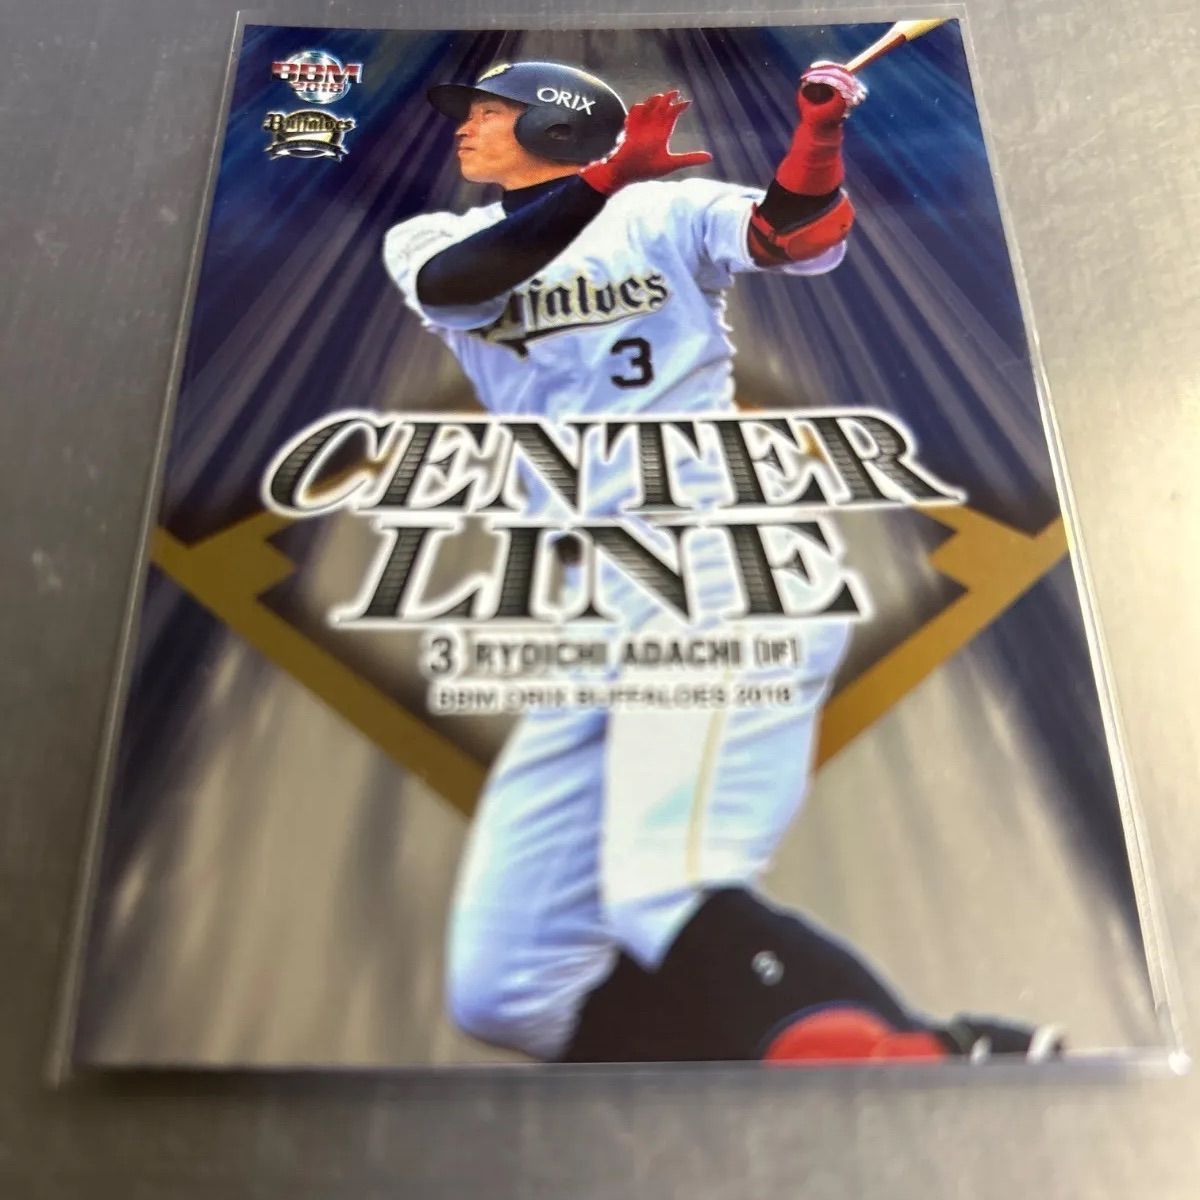 BBM
2018
Buffaloes
ORIX
Buffaloes
3
CENTER
LINE
3 RYOICHI ADACHI [IF]
BBM ORIX BUFFALOES 2018